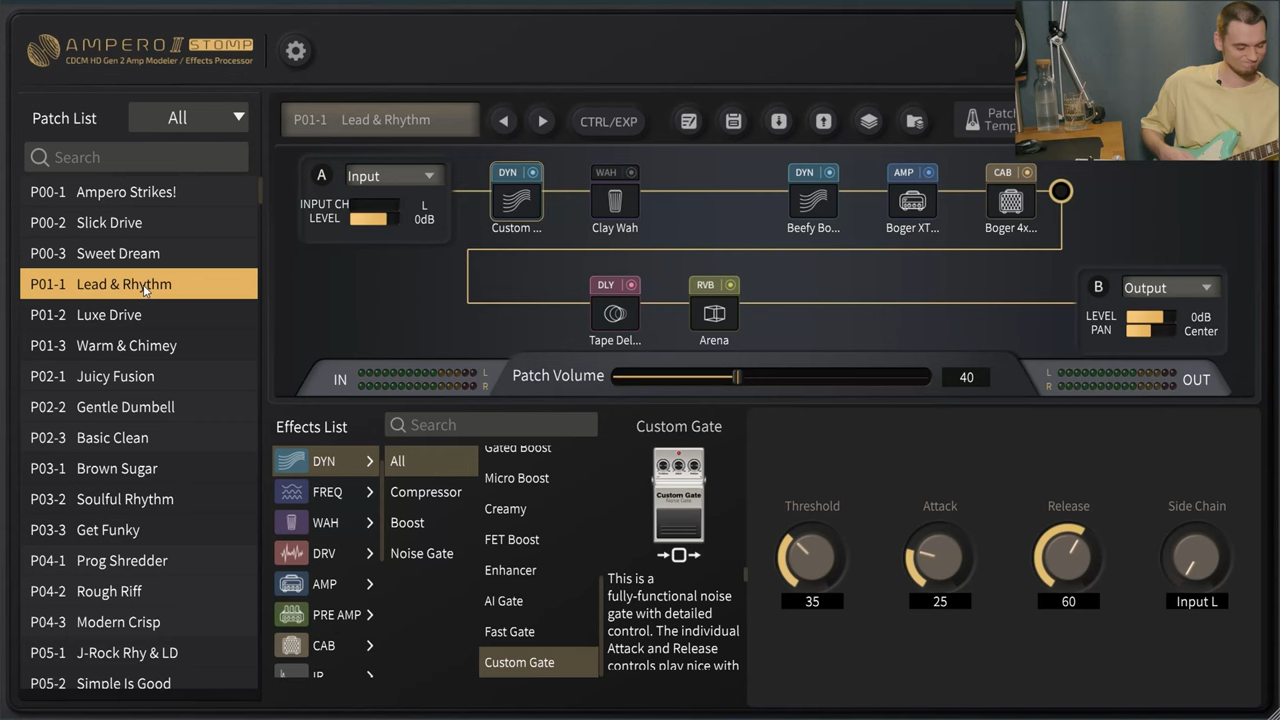 AMPERO II STOMP
CDCM HD Gen 2 Amp Modeler / Effects Processor
Patch List
All
Search
P00-1 Ampero Strikes!
P00-2 Slick Drive
P00-3 Sweet Dream
P01-1 Lead & Rhythm
P01-2 Luxe Drive
P01-3 Warm & Chimey
P02-1 Juicy Fusion
P02-2 Gentle Dumbell
P02-3 Basic Clean
P03-1 Brown Sugar
P03-2 Soulful Rhythm
P03-3 Get Funky
P04-1 Prog Shredder
P04-2 Rough Riff
P04-3 Modern Crisp
P05-1 J-Rock Rhy & LD
P05-2 Simple Is Good
P01-1 Lead & Rhythm
CTRL/EXP
Patch
Temp
A
Input
INPUT CH L
LEVEL 0dB
DYN
Custom ...
WAH
Clay Wah
DYN
Beefy Bo...
AMP
Boger XT...
CAB
Boger 4x...
DLY
Tape Del...
RVB
Arena
B
Output
LEVEL 0dB
PAN Center
IN
L
R
Patch Volume
40
L
R
OUT
Effects List
DYN
FREQ
WAH
DRV
AMP
PRE AMP
CAB
IR
Search
All
Compressor
Boost
Noise Gate
Gated Boost
Micro Boost
Creamy
FET Boost
Enhancer
AI Gate
Fast Gate
Custom Gate
Custom Gate
Custom Gate
Noise Gate
This is a
fully-functional noise
gate with detailed
control. The individual
Attack and Release
controls play nice with
Threshold
35
Attack
25
Release
60
Side Chain
Input L